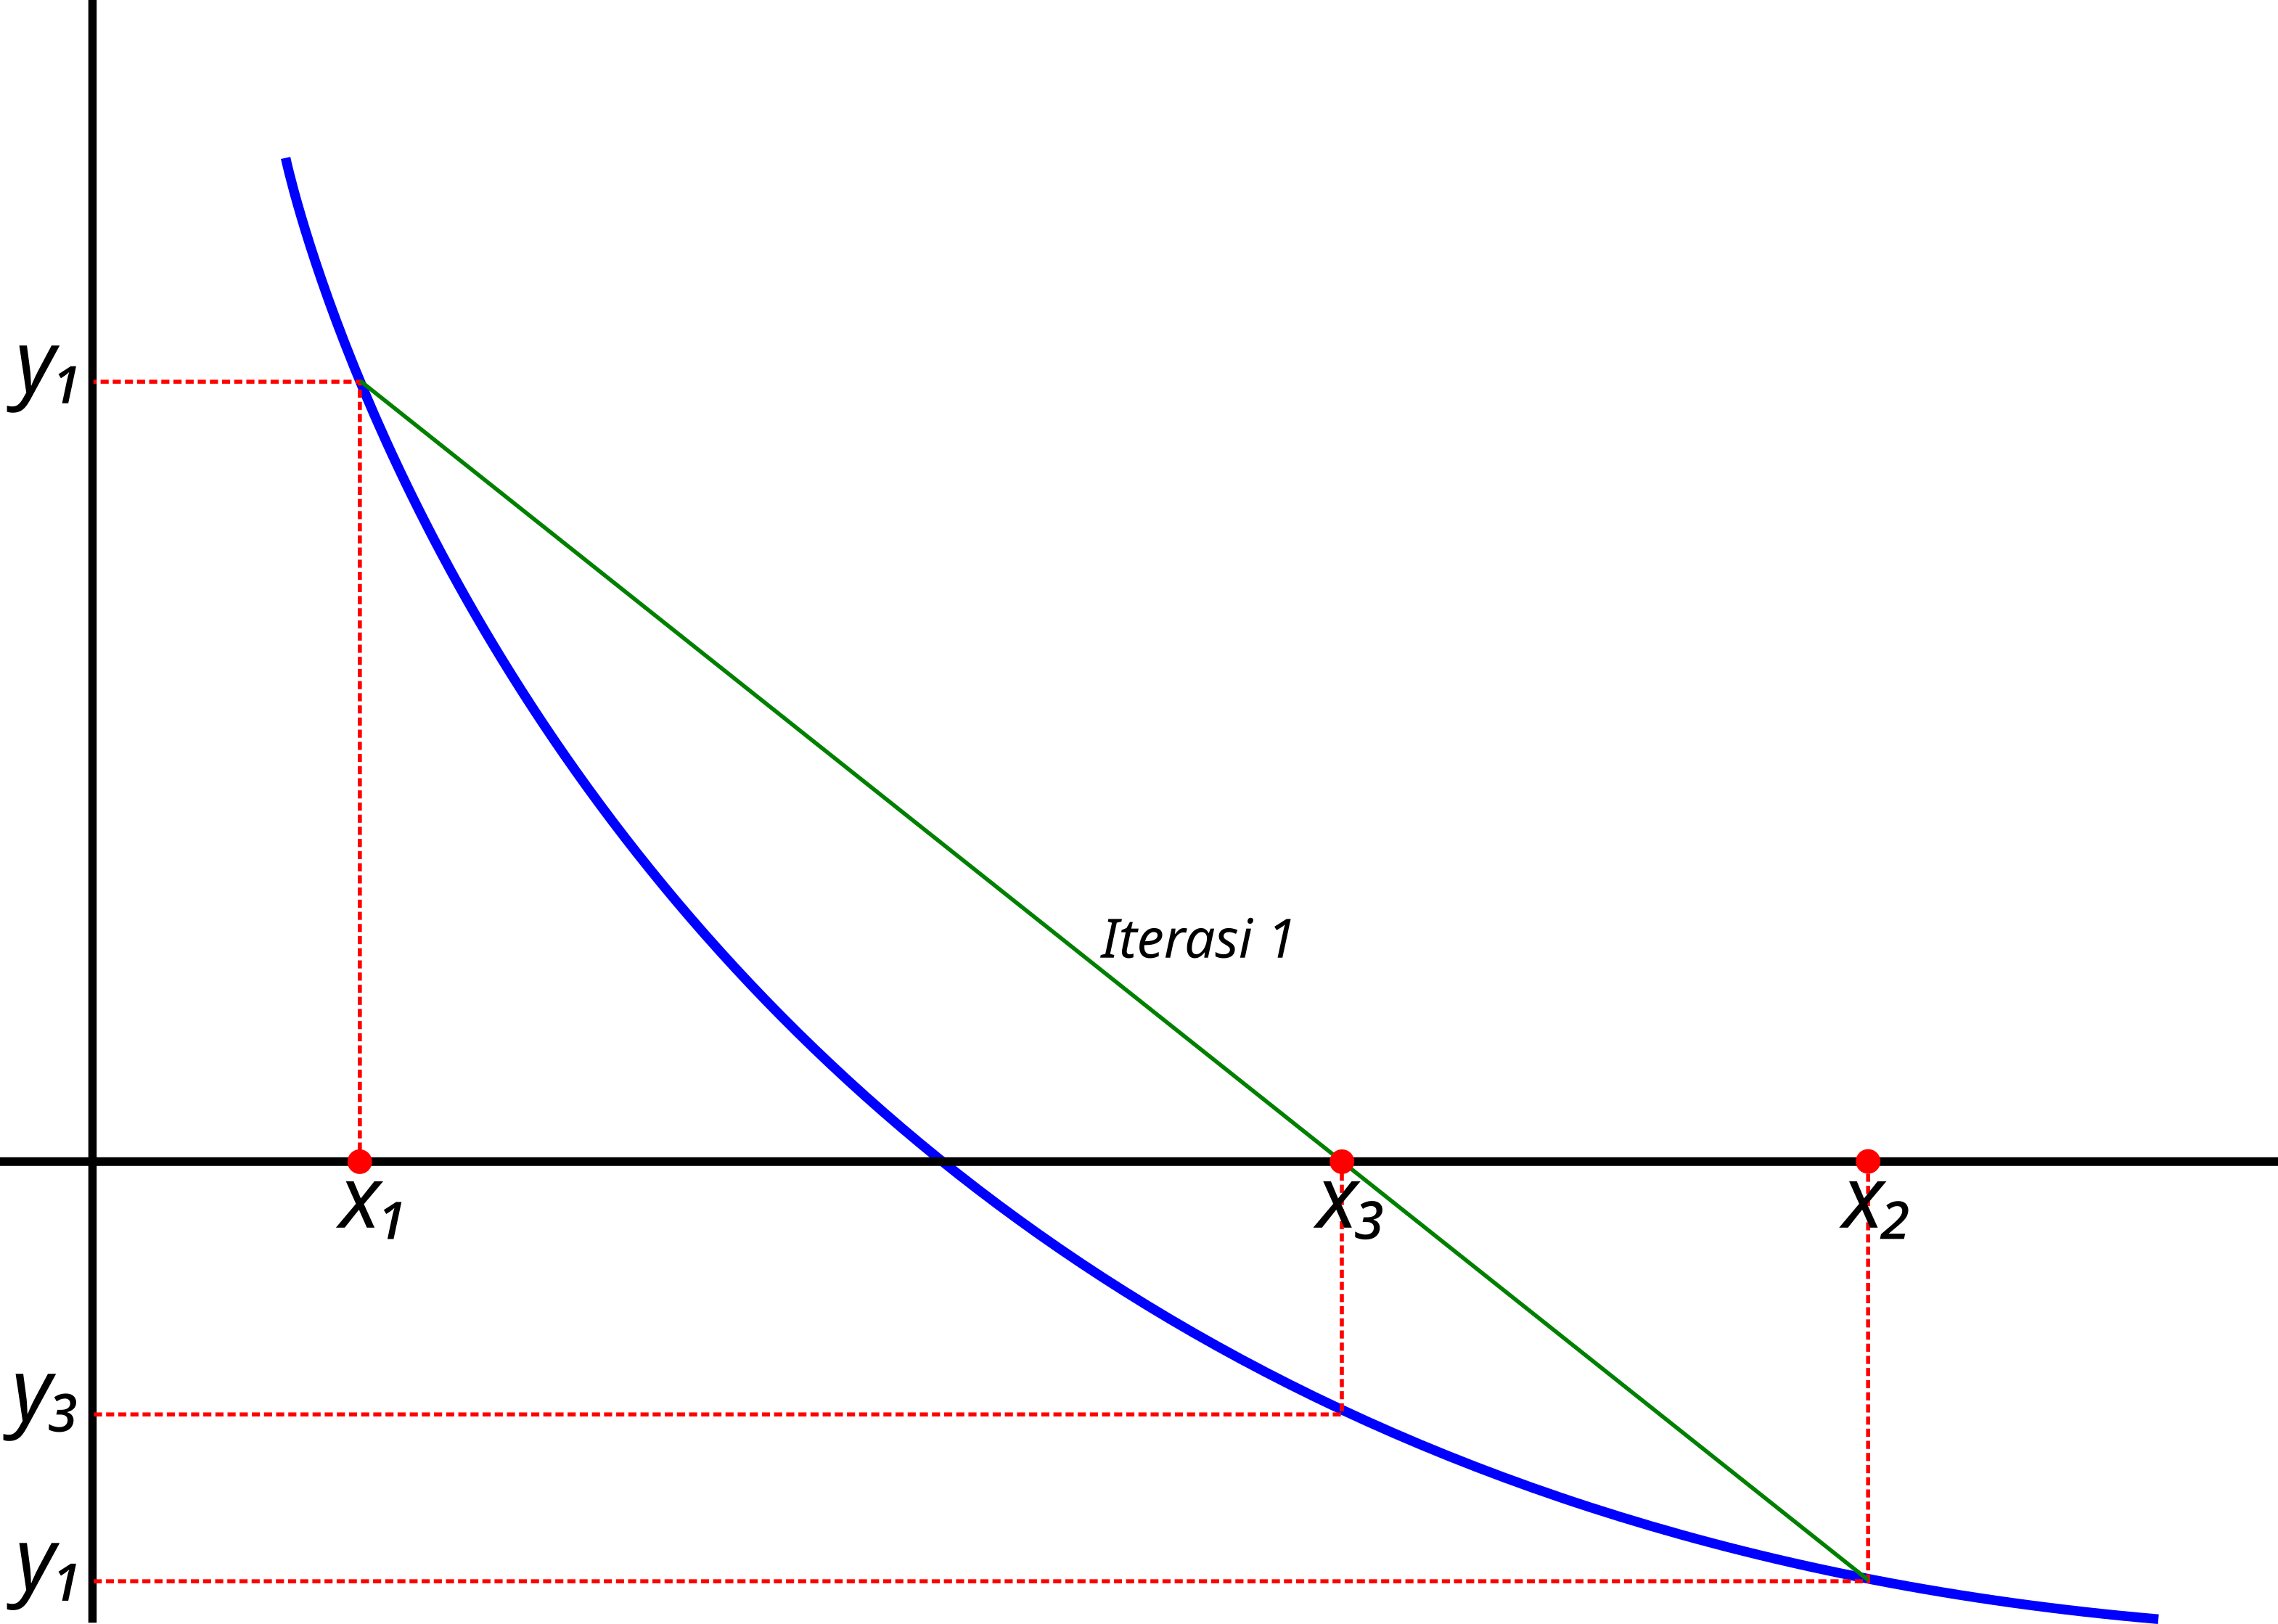 y₁
Iterasi 1
x₁
x₃
x₂
y₃
y₁